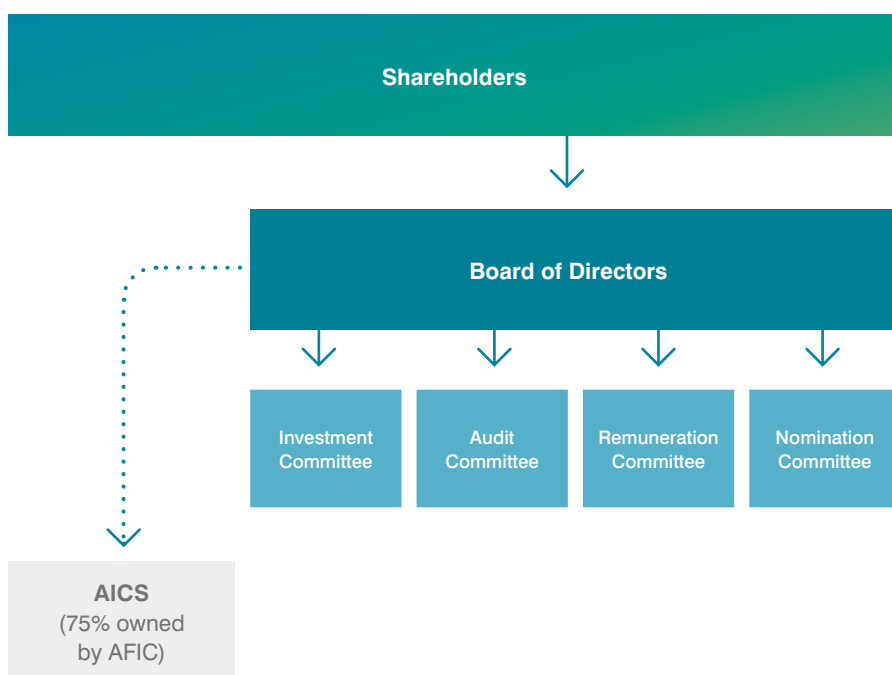 Shareholders
Board of Directors
Investment
Committee
Audit
Committee
Remuneration
Committee
Nomination
Committee
AICS
(75% owned
by AFIC)